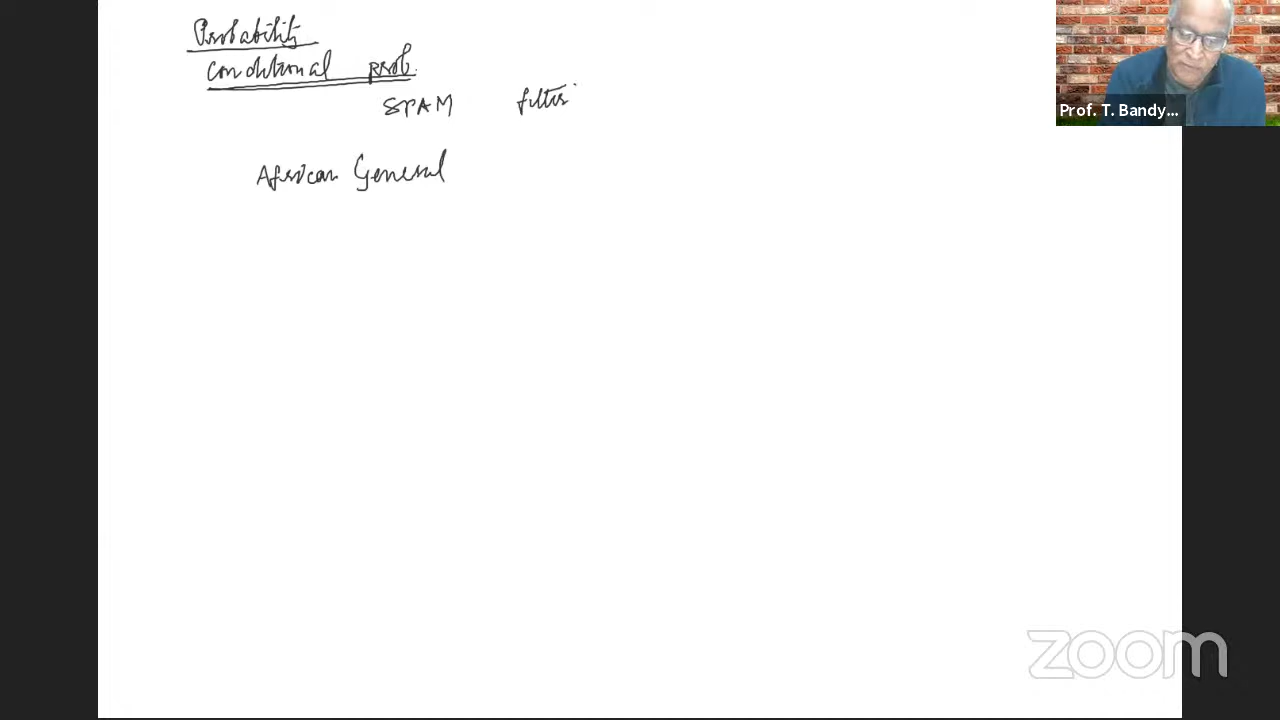 Probability
conditional prob.
SPAM filter
African General
Prof. T. Bandy...
zoom